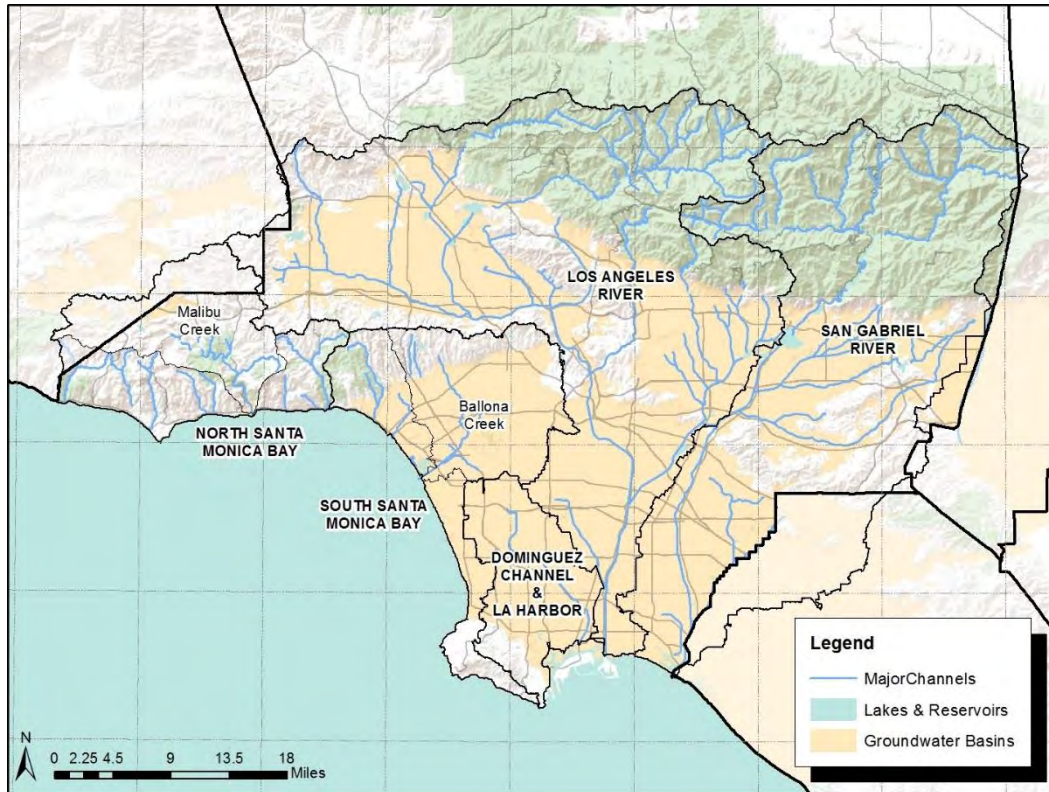 LOS ANGELES
RIVER
Malibu
Creek
SAN GABRIEL
RIVER
Ballona
Creek
NORTH SANTA
MONICA BAY
SOUTH SANTA
MONICA BAY
DOMINGUEZ
CHANNEL
&
LA HARBOR
Legend
MajorChannels
Lakes & Reservoirs
Groundwater Basins
N
0 2.25 4.5 9 13.5 18
Miles